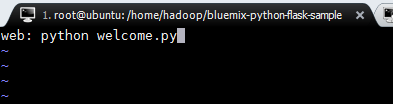 1. root@ubuntu: /home/hadoop/bluemix-python-flask-sample
web: python welcome.py
~
~
~
~